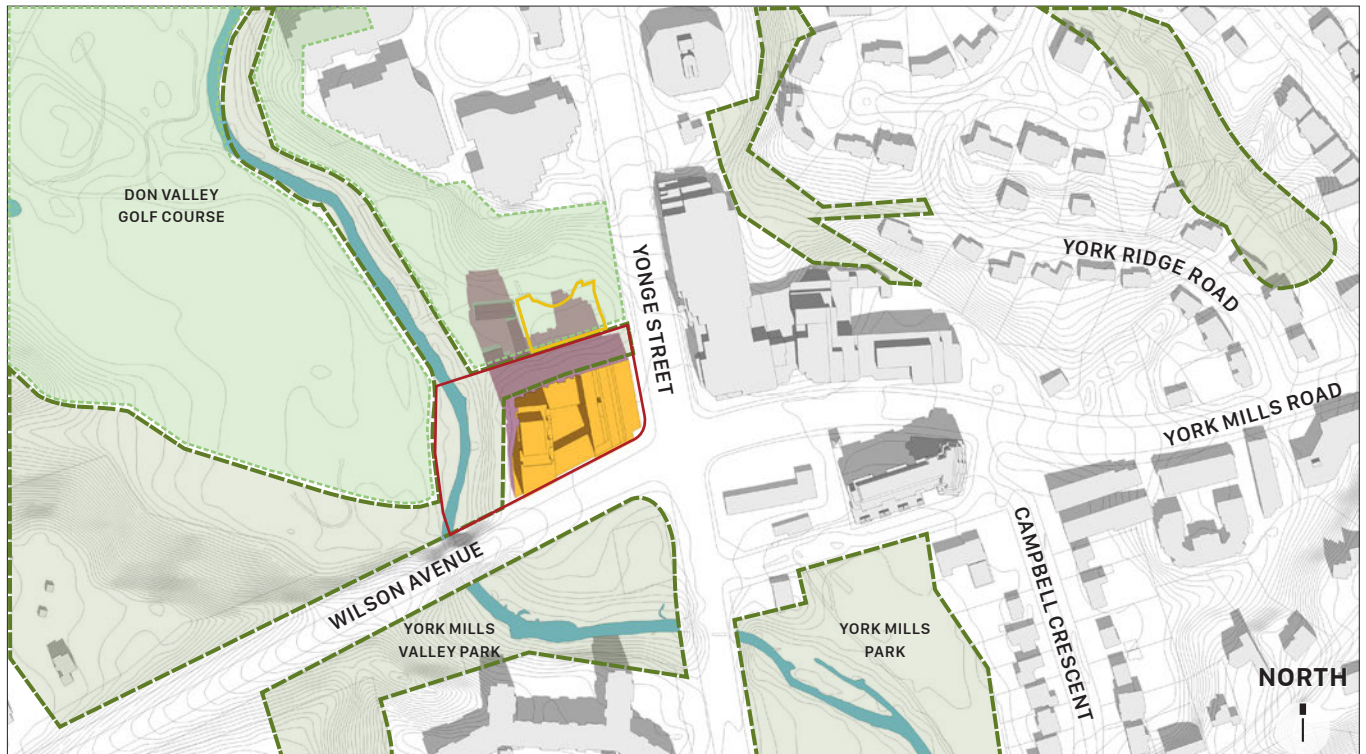 DON VALLEY
GOLF COURSE
YONGE STREET
YORK RIDGE ROAD
YORK MILLS ROAD
WILSON AVENUE
CAMPBELL CRESCENT
YORK MILLS
VALLEY PARK
YORK MILLS
PARK
NORTH